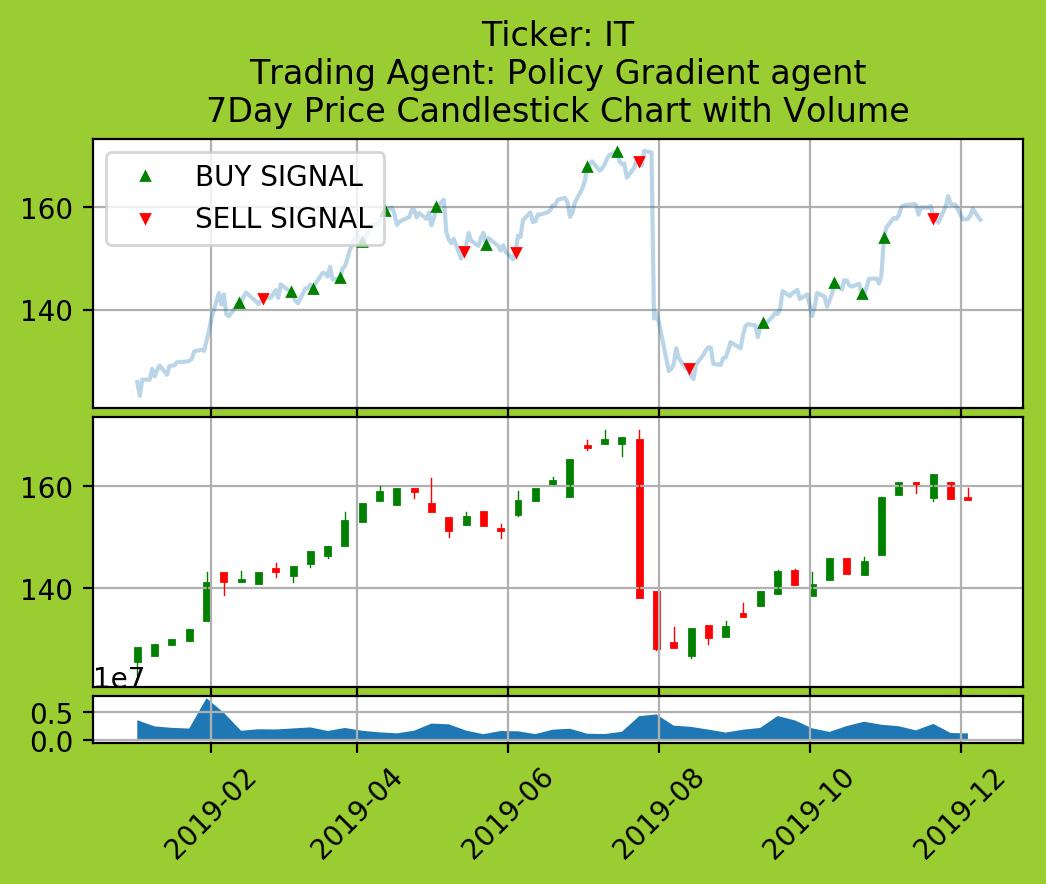 Ticker: IT
Trading Agent: Policy Gradient agent
7Day Price Candlestick Chart with Volume
BUY SIGNAL
SELL SIGNAL
160
140
160
140
1e7
0.5
0.0
2019-02
2019-04
2019-06
2019-08
2019-10
2019-12